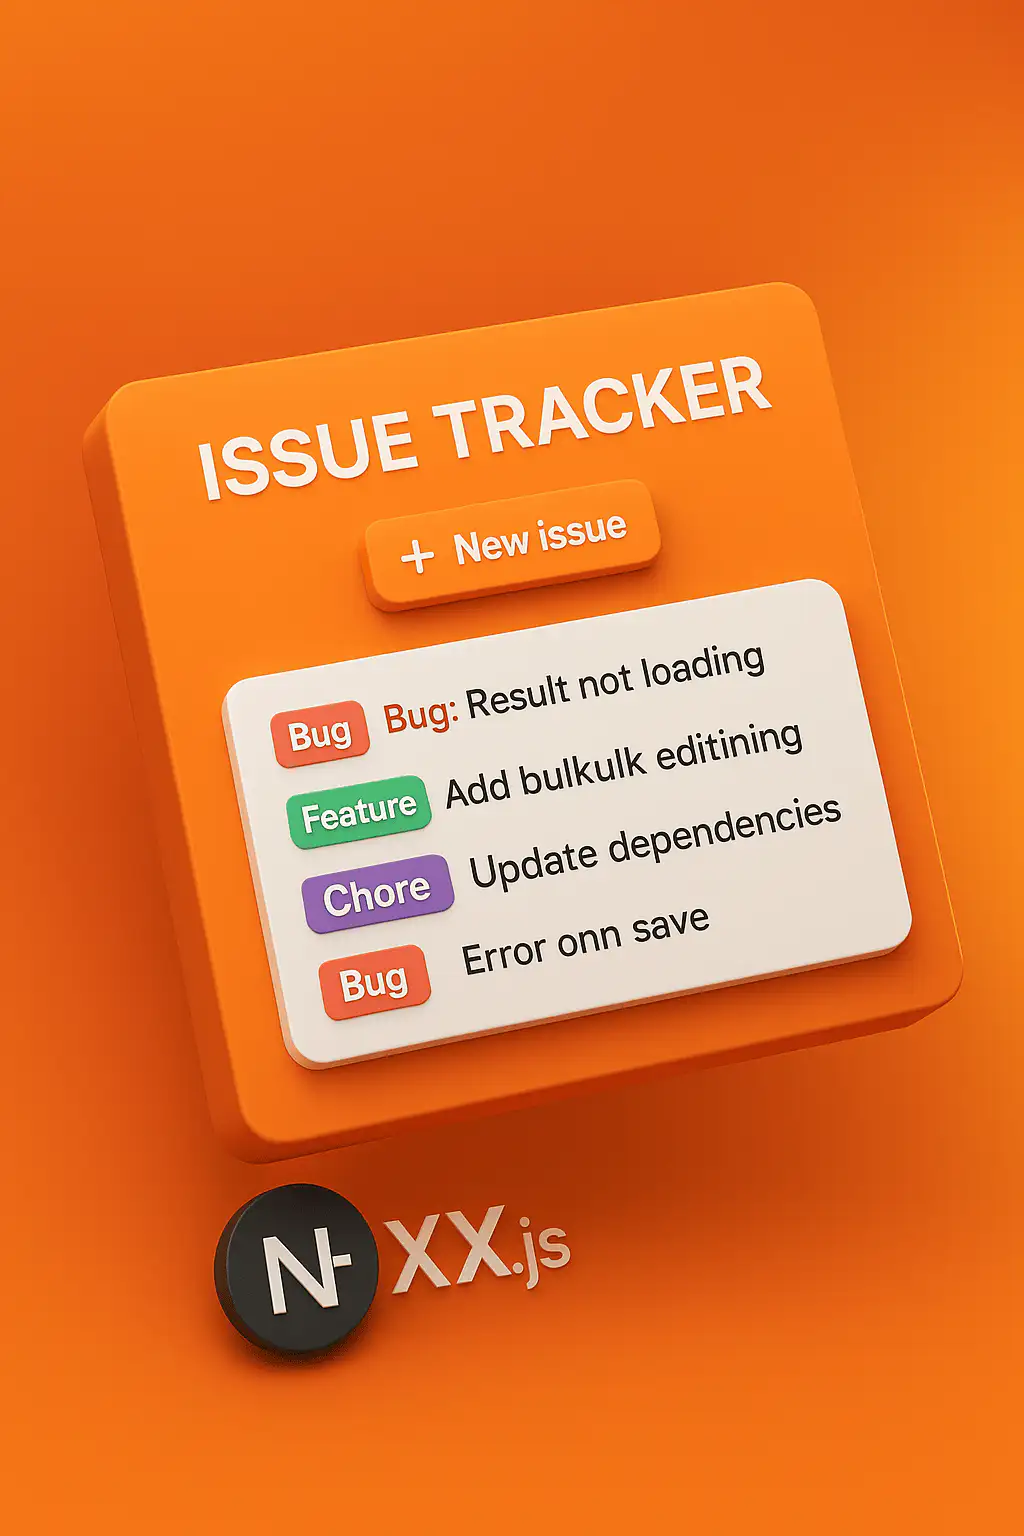 ISSUE TRACKER
+ New issue
Bug Bug: Result not loading
Feature Add bulkulk editining
Chore Update dependencies
Bug Error onn save
N XX.js